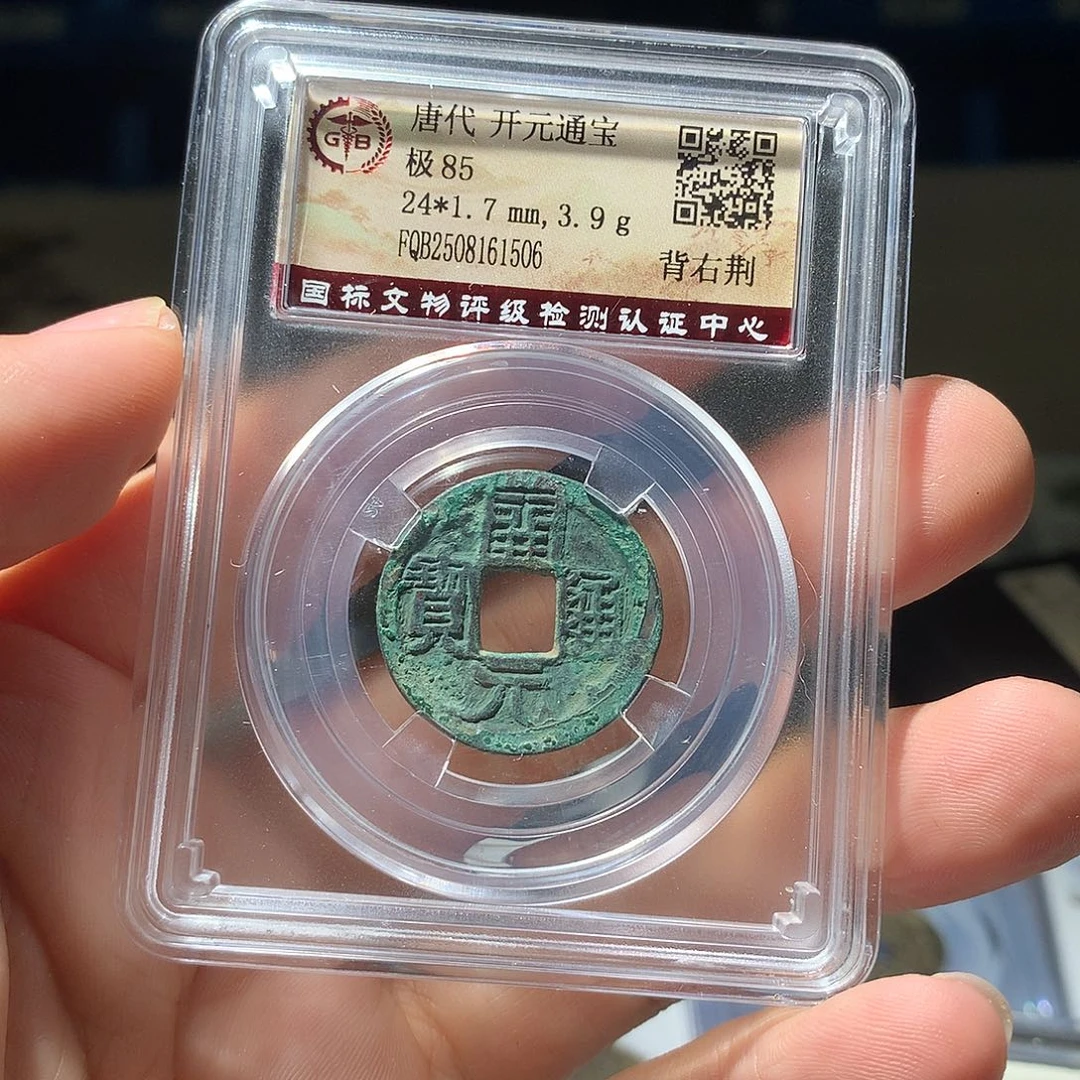 GB
唐代 开元通宝
极85
24*1.7 mm, 3.9 g
FQB2508161506
背右荆
国标文物评级检测认证中心
開
通
元
寶